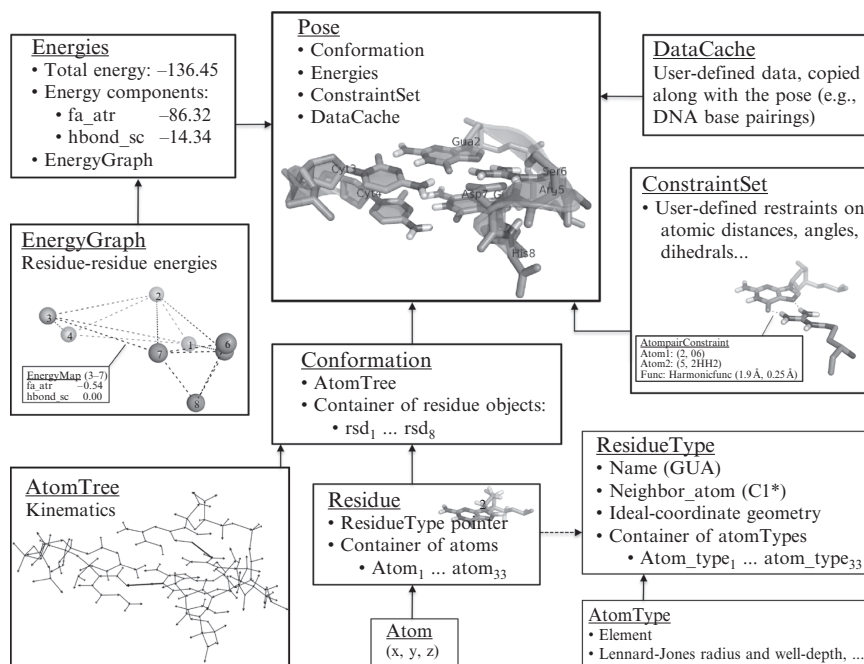 Energies
• Total energy: –136.45
• Energy components:
• fa_atr –86.32
• hbond_sc –14.34
• EnergyGraph
Pose
• Conformation
• Energies
• ConstraintSet
• DataCache
Gua2
Cyt3
Cyt4
Ser6
Arg5
Asp7
His8
DataCache
User-defined data, copied
along with the pose (e.g.,
DNA base pairings)
ConstraintSet
• User-defined restraints on
atomic distances, angles,
dihedrals...
AtompairConstraint
Atom1: (2, 06)
Atom2: (5, 2HH2)
Func: Harmonicfunc (1.9 Å, 0.25 Å)
EnergyGraph
Residue-residue energies
2
3
4
1
6
7
8
EnergyMap (3–7)
fa_atr –0.54
hbond_sc 0.00
Conformation
• AtomTree
• Container of residue objects:
• rsd1 ... rsd8
AtomTree
Kinematics
Residue
2
• ResidueType pointer
• Container of atoms
• Atom1 ... atom33
Atom
(x, y, z)
ResidueType
• Name (GUA)
• Neighbor_atom (C1*)
• Ideal-coordinate geometry
• Container of atomTypes
• Atom_type1 ... atom_type33
AtomType
• Element
• Lennard-Jones radius and well-depth, ...